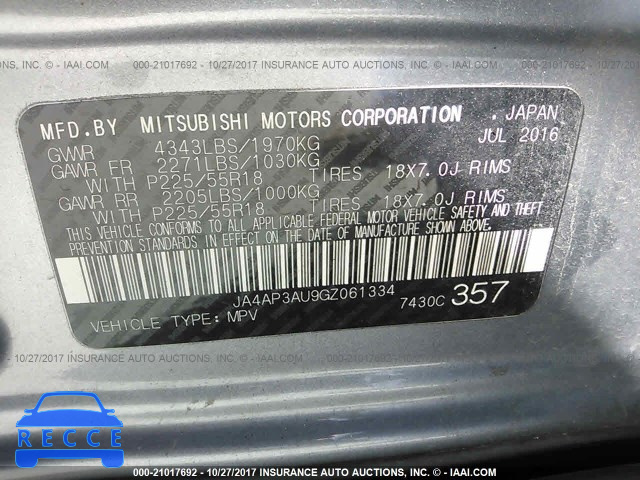 000-21017692 - 10/27/2017 INSURANCE AUTO AUCTIONS, INC. © - IAAI.COM
MFD.BY MITSUBISHI MOTORS CORPORATION . JAPAN
GVWR 4343LBS/1970KG JUL 2016
GAWR FR 2271LBS/1030KG
WITH P225/55R18 TIRES 18X7.0J RIMS
GAWR RR 2205LBS/1000KG
WITH P225/55R18 TIRES 18X7.0J RIMS
THIS VEHICLE CONFORMS TO ALL APPLICABLE FEDERAL MOTOR VEHICLE SAFETY AND THEFT
PREVENTION STANDARDS IN EFFECT ON THE DATE OF MANUFACTURE SHOWN ABOVE.
JA4AP3AU9GZ061334 7430C 357
VEHICLE TYPE: MPV
10/27/2017 INSURANCE AUTO AUCTIONS, INC. © - IAAI.COM
RECCE
000-21017692 - 10/27/2017 INSURANCE AUTO AUCTIONS, INC. © - IAAI.COM